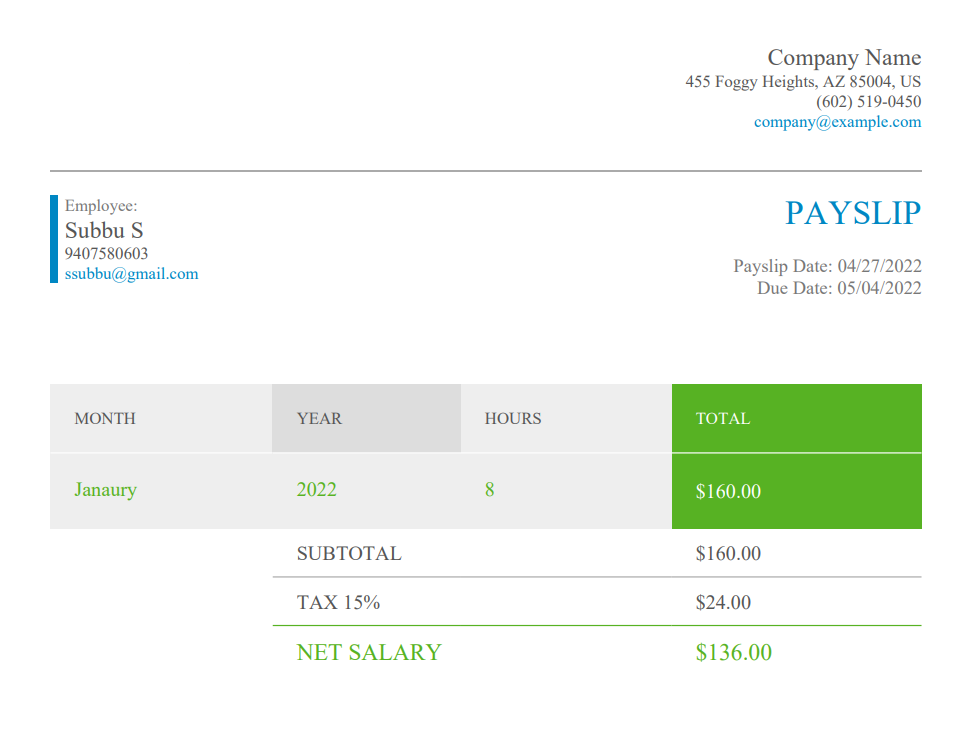 Company Name
455 Foggy Heights, AZ 85004, US
(602) 519-0450
company@example.com
Employee:
Subbu S
9407580603
ssubbu@gmail.com
PAYSLIP
Payslip Date: 04/27/2022
Due Date: 05/04/2022
MONTH YEAR HOURS TOTAL
Janaury 2022 8 $160.00
SUBTOTAL $160.00
TAX 15% $24.00
NET SALARY $136.00